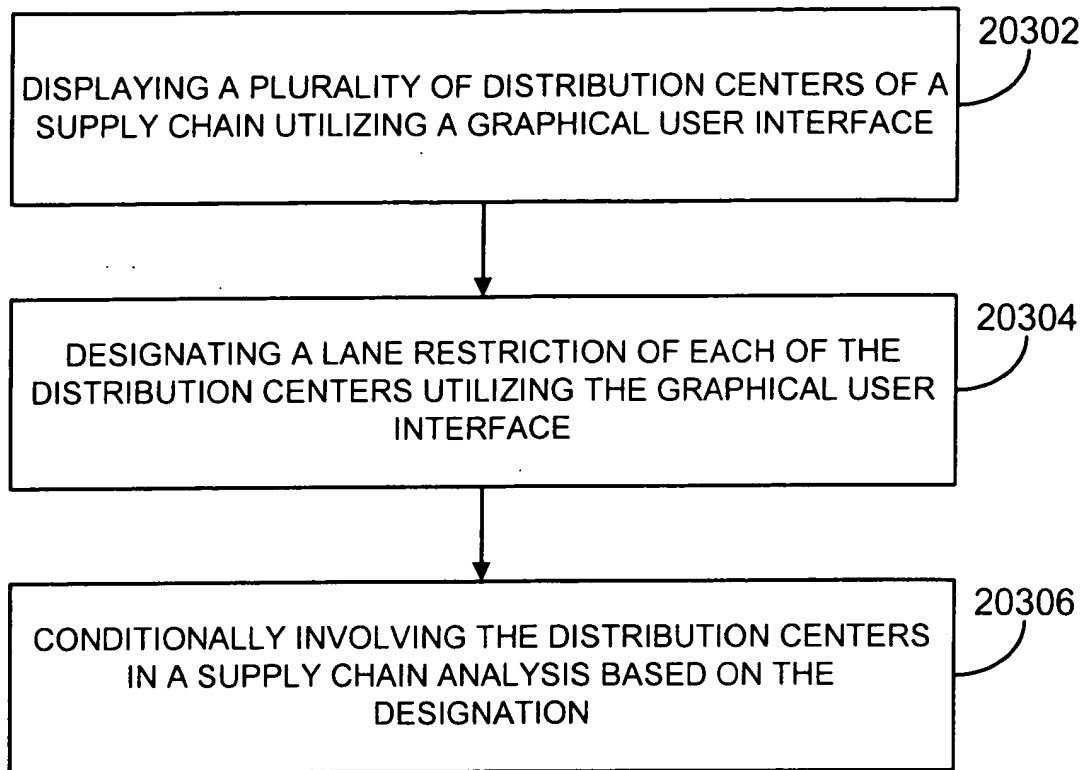 20302
DISPLAYING A PLURALITY OF DISTRIBUTION CENTERS OF A
SUPPLY CHAIN UTILIZING A GRAPHICAL USER INTERFACE
20304
DESIGNATING A LANE RESTRICTION OF EACH OF THE
DISTRIBUTION CENTERS UTILIZING THE GRAPHICAL USER
INTERFACE
20306
CONDITIONALLY INVOLVING THE DISTRIBUTION CENTERS
IN A SUPPLY CHAIN ANALYSIS BASED ON THE
DESIGNATION